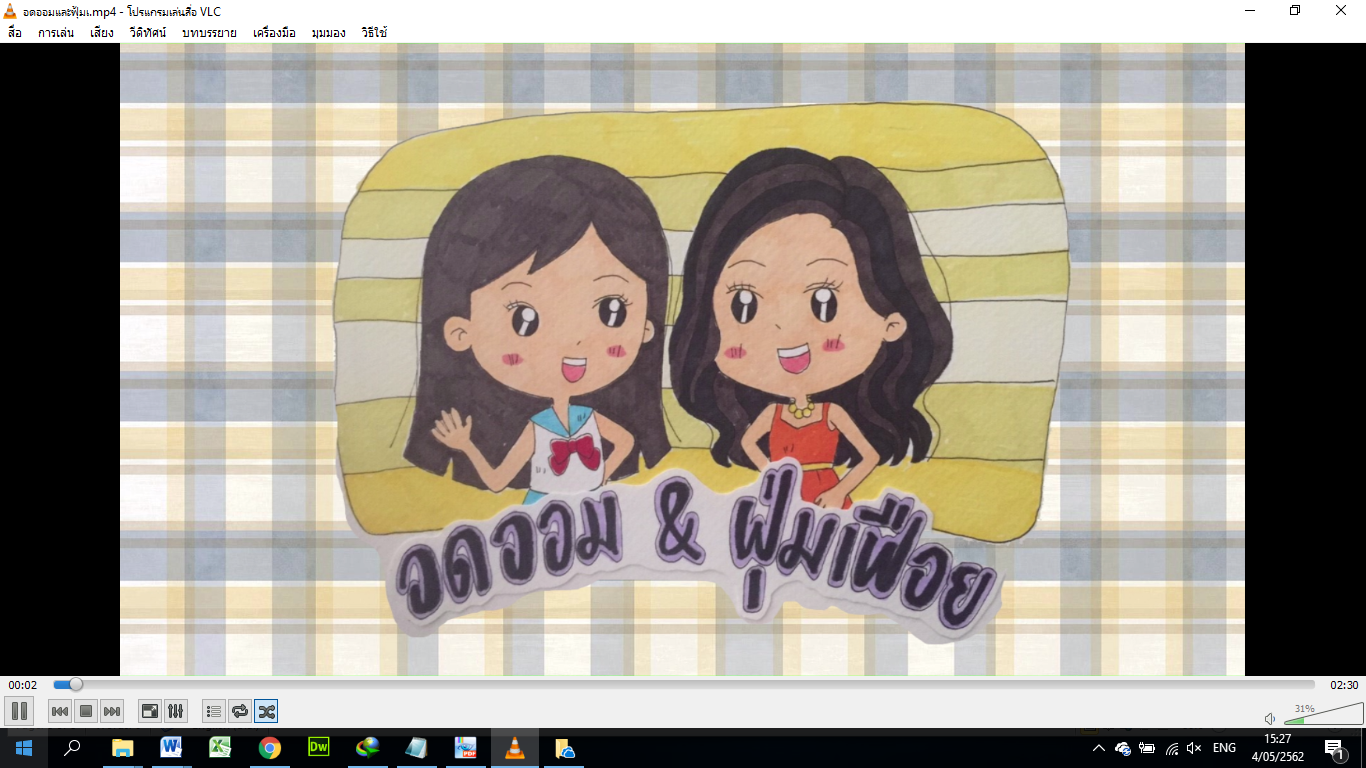 อดออมและฟุ้มเ.mp4 - โปรแกรมเล่นสื่อ VLC
สื่อ การเล่น เสียง วีดิทัศน์ บทบรรยาย เครื่องมือ มุมมอง วิธีใช้
อดออม & ฟุ่มเฟือย
00:02 02:30
31%
W X Dw PDF ENG 15:27
4/05/2562 1